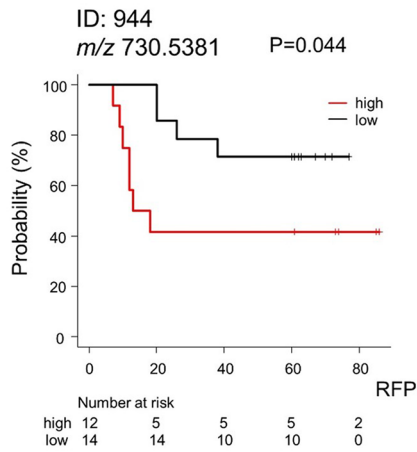 ID: 944
m/z 730.5381
P=0.044
high
low
Probability (%)
100
80
60
40
20
0
0 20 40 60 80
RFP
Number at risk
high 12 5 5 5 2
low 14 14 10 10 0